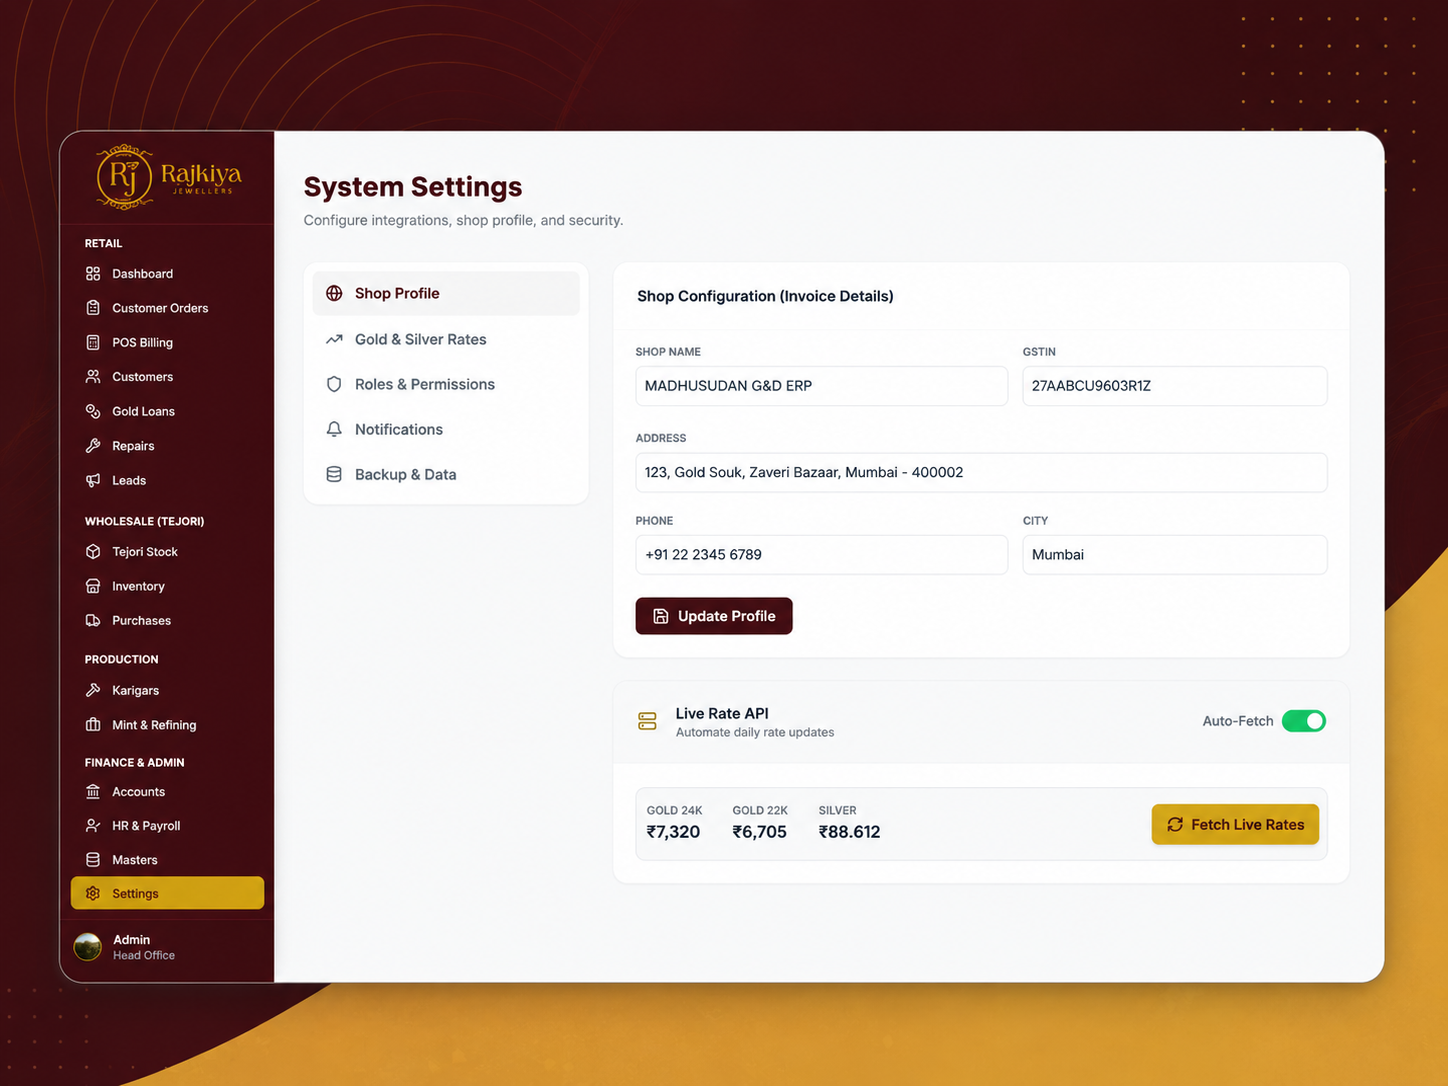 RJ
Rajkiya
JEWELLERS
RETAIL
Dashboard
Customer Orders
POS Billing
Customers
Gold Loans
Repairs
Leads
WHOLESALE (TEJORI)
Tejori Stock
Inventory
Purchases
PRODUCTION
Karigars
Mint & Refining
FINANCE & ADMIN
Accounts
HR & Payroll
Masters
Settings
Admin
Head Office
System Settings
Configure integrations, shop profile, and security.
Shop Profile
Gold & Silver Rates
Roles & Permissions
Notifications
Backup & Data
Shop Configuration (Invoice Details)
SHOP NAME
MADHUSUDAN G&D ERP
GSTIN
27AABCU9603R1Z
ADDRESS
123, Gold Souk, Zaveri Bazaar, Mumbai - 400002
PHONE
+91 22 2345 6789
CITY
Mumbai
Update Profile
Live Rate API
Automate daily rate updates
Auto-Fetch
GOLD 24K
₹7,320
GOLD 22K
₹6,705
SILVER
₹88.612
Fetch Live Rates